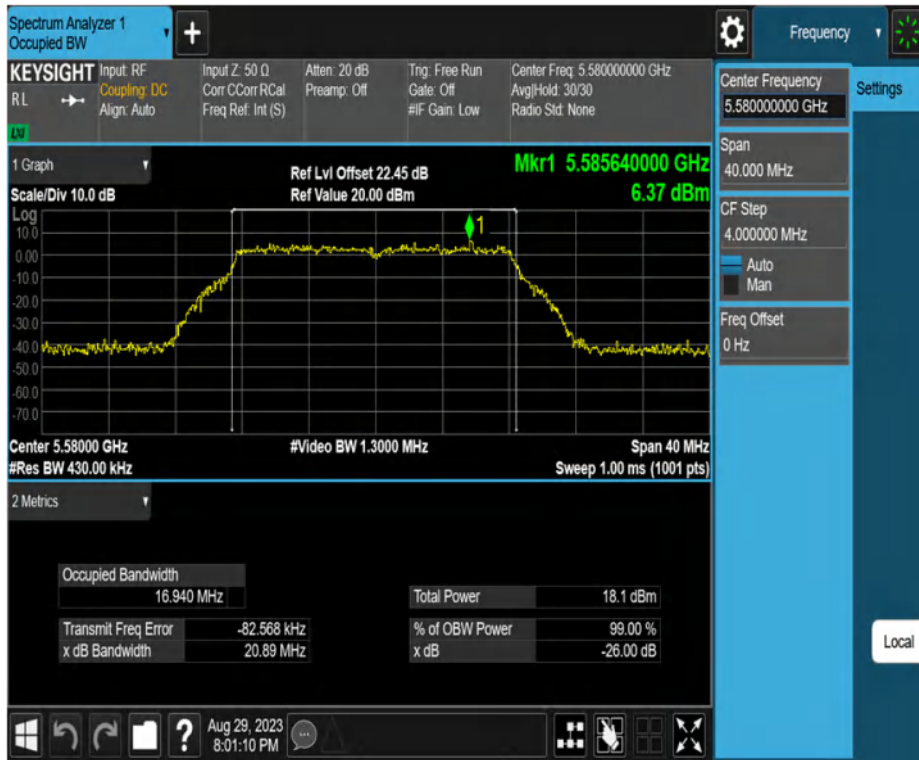 Spectrum Analyzer 1
Occupied BW
+
Frequency
KEYSIGHT
RL
LXI
Input: RF
Coupling: DC
Align: Auto
Input Z: 50 Ω
Corr CCorr RCal
Freq Ref: Int (S)
Atten: 20 dB
Preamp: Off
Trig: Free Run
Gate: Off
#IF Gain: Low
Center Freq: 5.580000000 GHz
Avg|Hold: 30/30
Radio Std: None
Center Frequency
5.580000000 GHz
Settings
Span
40.000 MHz
CF Step
4.000000 MHz
Auto
Man
Freq Offset
0 Hz
Local
1 Graph
Scale/Div 10.0 dB
Ref Lvl Offset 22.45 dB
Ref Value 20.00 dBm
Mkr1 5.585640000 GHz
6.37 dBm
Log
10.0
0.00
-10.0
-20.0
-30.0
-40.0
-50.0
-60.0
-70.0
1
Center 5.58000 GHz
#Video BW 1.3000 MHz
Span 40 MHz
#Res BW 430.00 kHz
Sweep 1.00 ms (1001 pts)
2 Metrics
Occupied Bandwidth
16.940 MHz
Total Power 18.1 dBm
Transmit Freq Error -82.568 kHz
% of OBW Power 99.00 %
x dB Bandwidth 20.89 MHz
x dB -26.00 dB
?
Aug 29, 2023
8:01:10 PM